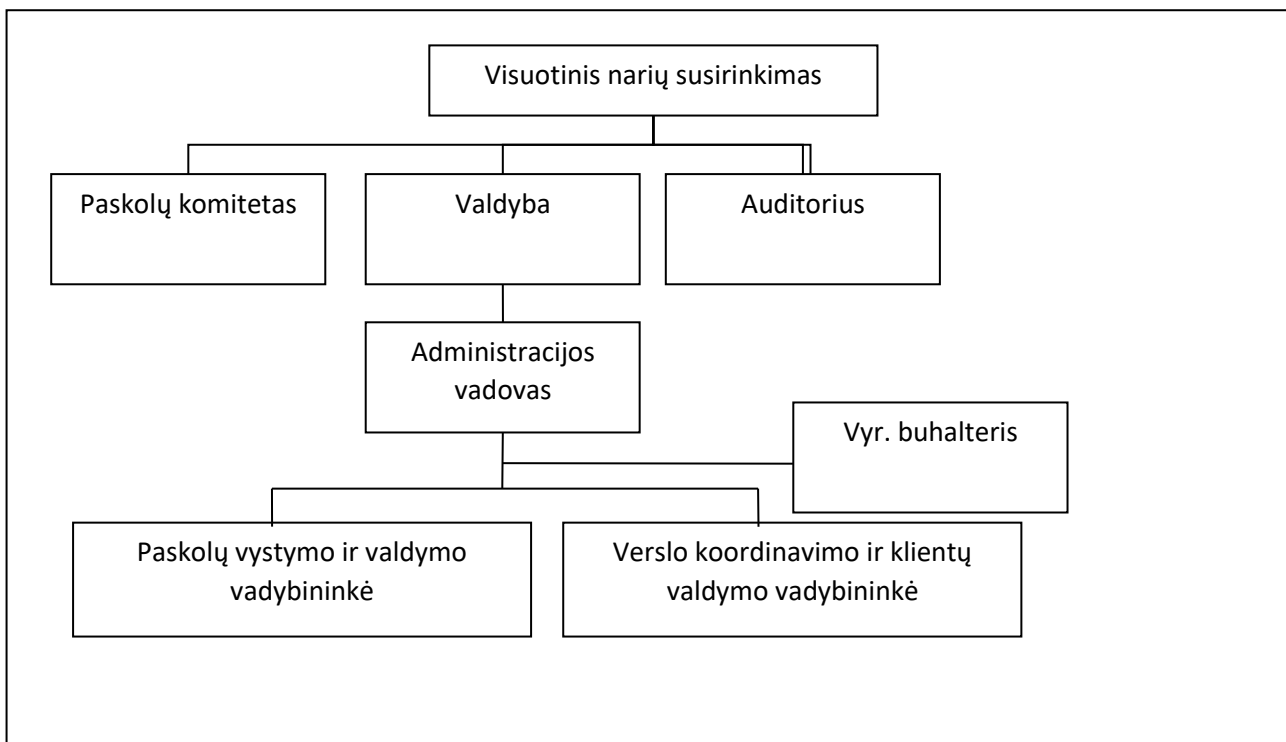 Visuotinis narių susirinkimas
Paskolų komitetas
Valdyba
Auditorius
Administracijos
vadovas
Vyr. buhalteris
Paskolų vystymo ir valdymo
vadybininkė
Verslo koordinavimo ir klientų
valdymo vadybininkė